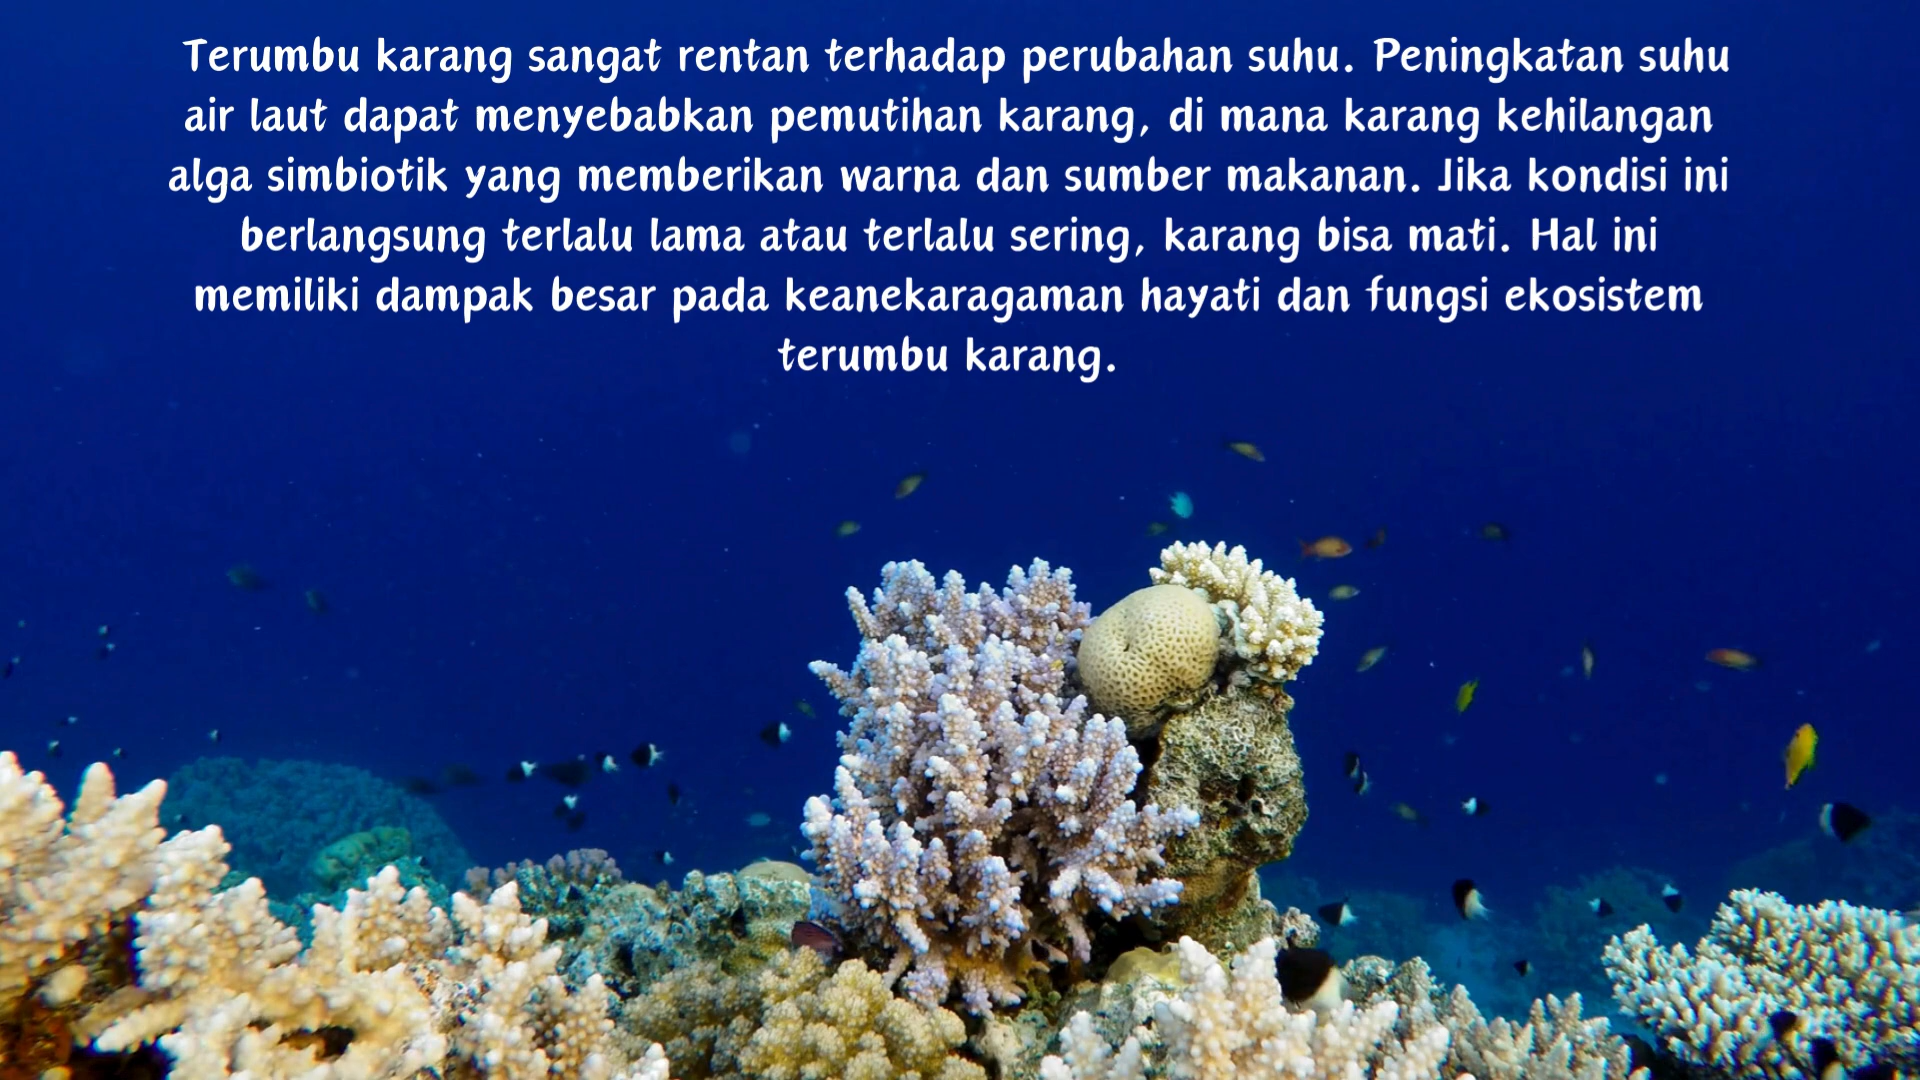 Terumbu karang sangat rentan terhadap perubahan suhu. Peningkatan suhu
air laut dapat menyebabkan pemutihan karang, di mana karang kehilangan
alga simbiotik yang memberikan warna dan sumber makanan. Jika kondisi ini
berlangsung terlalu lama atau terlalu sering, karang bisa mati. Hal ini
memiliki dampak besar pada keanekaragaman hayati dan fungsi ekosistem
terumbu karang.